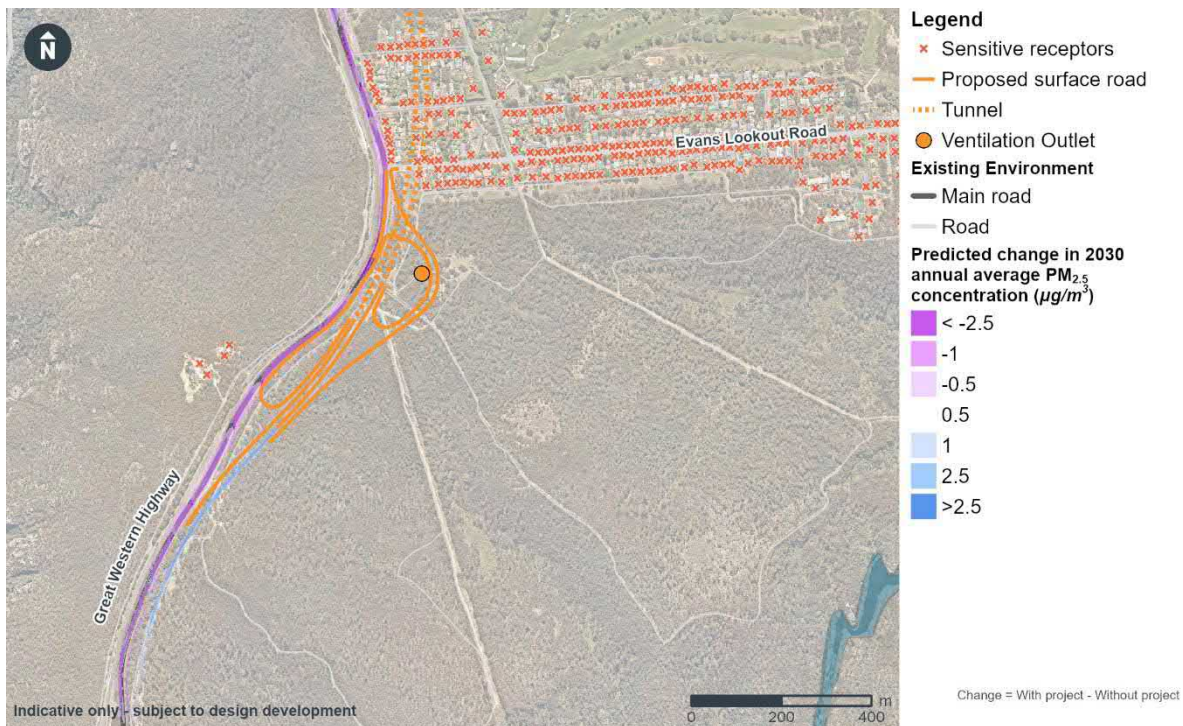 N
Evans Lookout Road
Great Western Highway
Indicative only - subject to design development
0 200 400
m
Legend
Sensitive receptors
Proposed surface road
Tunnel
Ventilation Outlet
Existing Environment
Main road
Road
Predicted change in 2030
annual average PM2.5
concentration (µg/m³)
< -2.5
-1
-0.5
0.5
1
2.5
>2.5
Change = With project - Without project